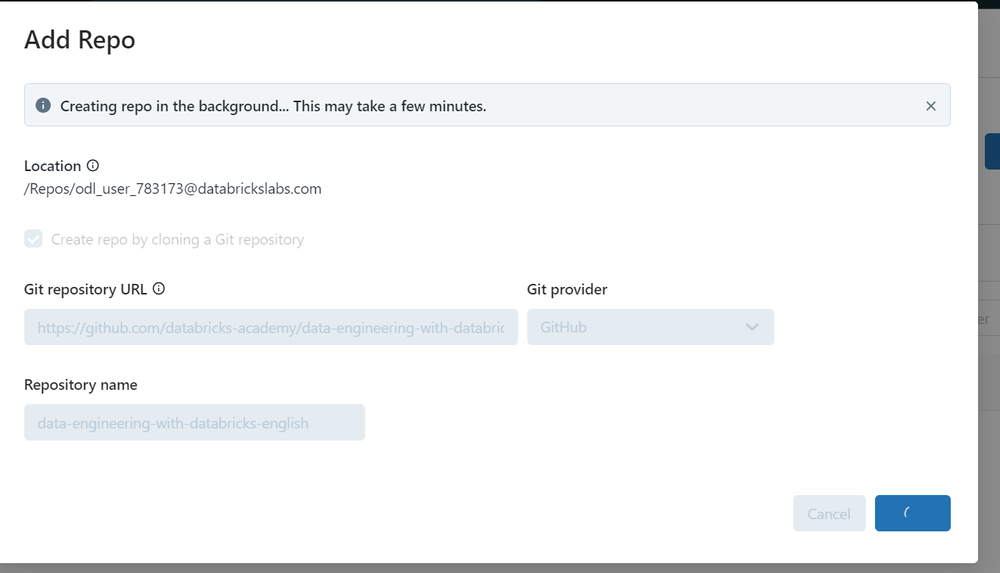 Add Repo
Creating repo in the background... This may take a few minutes.
Location
/Repos/odl_user_783173@databrickslabs.com
Create repo by cloning a Git repository
Git repository URL
Git provider
https://github.com/databricks-academy/data-engineering-with-databric
GitHub
er
Repository name
data-engineering-with-databricks-english
Cancel